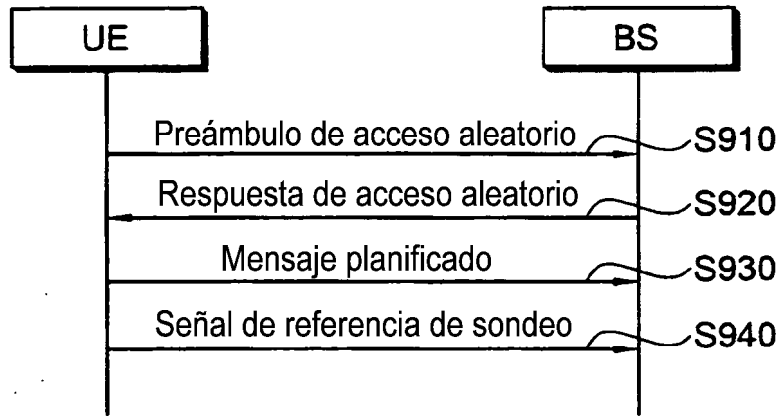 UE
BS
Preámbulo de acceso aleatorio
S910
Respuesta de acceso aleatorio
S920
Mensaje planificado
S930
Señal de referencia de sondeo
S940